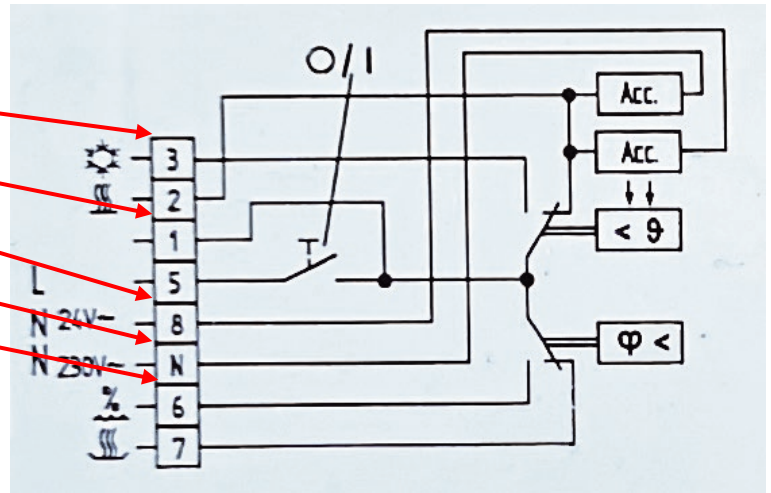 O/I
Acc.
3
Acc.
2
1
< ϑ
L
5
N 24V~
8
N 230V~
N
φ <
%
6
7